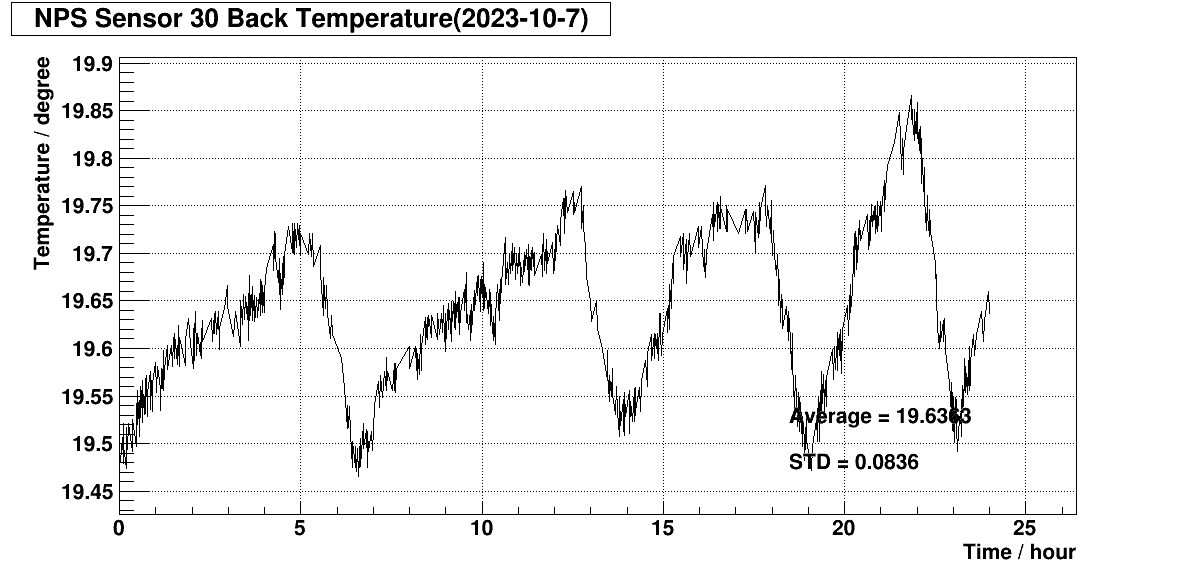 NPS Sensor 30 Back Temperature(2023-10-7)
Temperature / degree
19.9
19.85
19.8
19.75
19.7
19.65
19.6
19.55
19.5
19.45
Average = 19.6363
STD = 0.0836
0 5 10 15 20 25
Time / hour